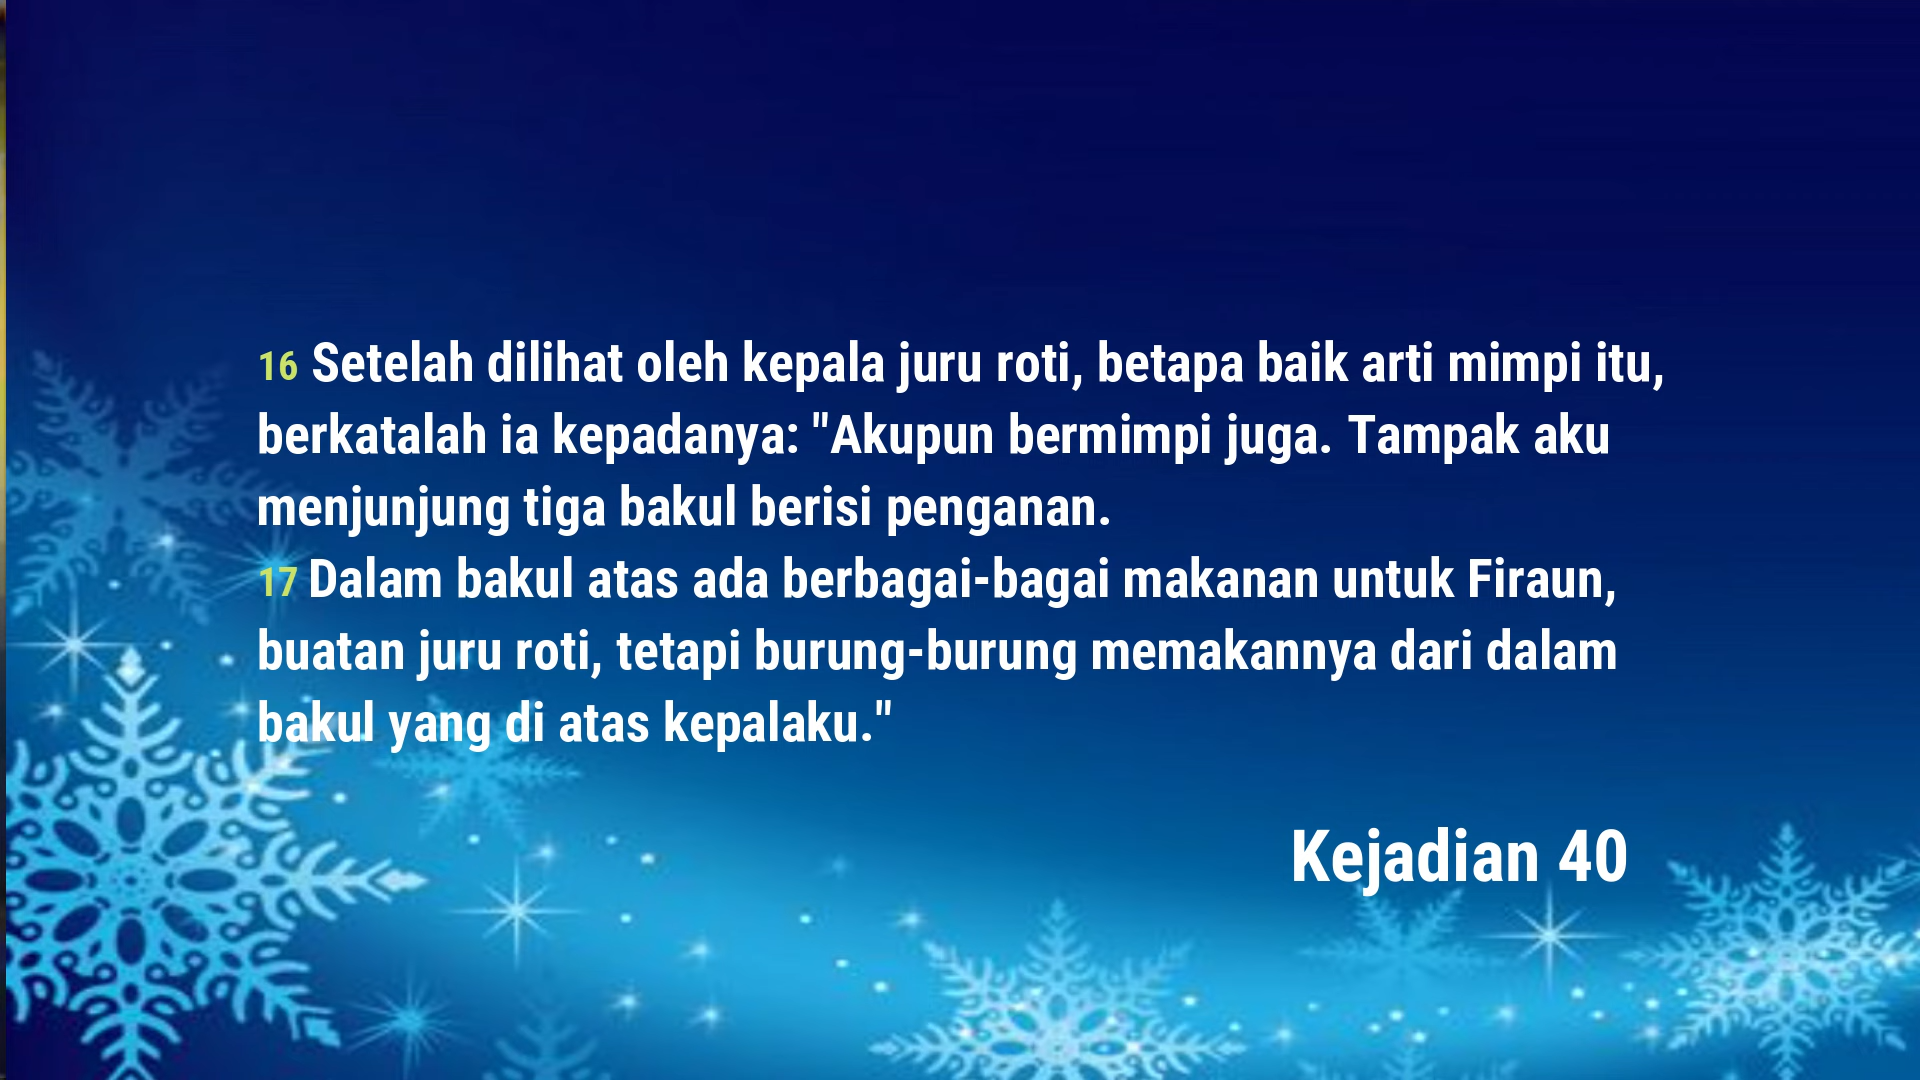 16 Setelah dilihat oleh kepala juru roti, betapa baik arti mimpi itu,
berkatalah ia kepadanya: "Akupun bermimpi juga. Tampak aku
menjunjung tiga bakul berisi penganan.
17 Dalam bakul atas ada berbagai-bagai makanan untuk Firaun,
buatan juru roti, tetapi burung-burung memakannya dari dalam
bakul yang di atas kepalaku."
Kejadian 40